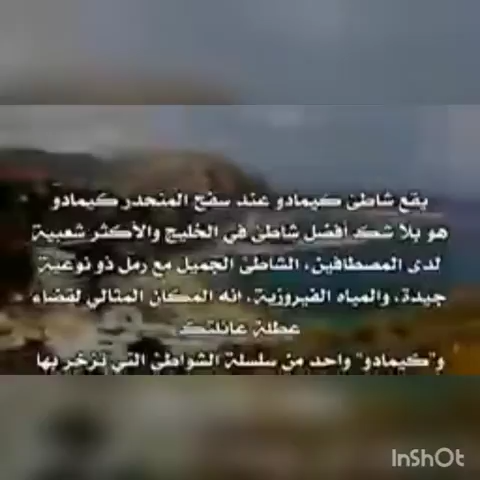 يقع شاطئ كيمادو عند سفح المنحدر كيمادو
هو بلا شك أفضل شاطئ في الخليج والأكثر شعبية
لدى المصطافين، الشاطئ الجميل مع رمل ذو نوعية
جيدة، والمياه الفيروزية، انه المكان المثالي لقضاء
عطلة عائلتك
و"كيمادو" واحد من سلسلة الشواطئ التي تزخر بها
InShOt